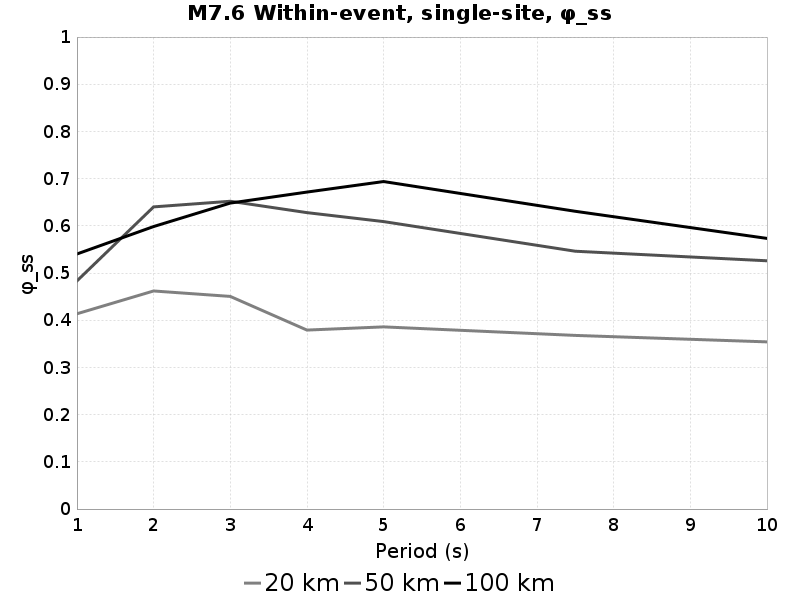 M7.6 Within-event, single-site, φ_ss
1
0.9
0.8
0.7
0.6
0.5
0.4
0.3
0.2
0.1
0
φ_ss
1 2 3 4 5 6 7 8 9 10
Period (s)
20 km 50 km 100 km